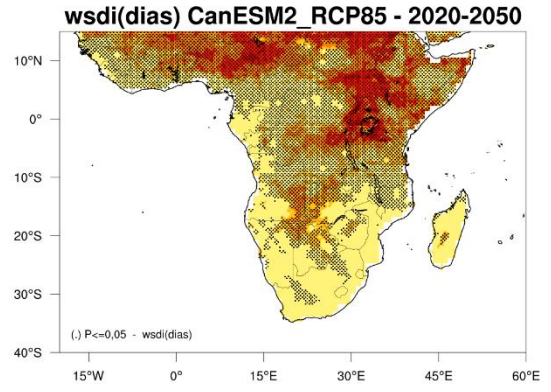 wsdi(dias) CanESM2_RCP85 - 2020-2050
10°N
0°
10°S
20°S
30°S
40°S
(.) P<=0,05 - wsdi(dias)
15°W 0° 15°E 30°E 45°E 60°E